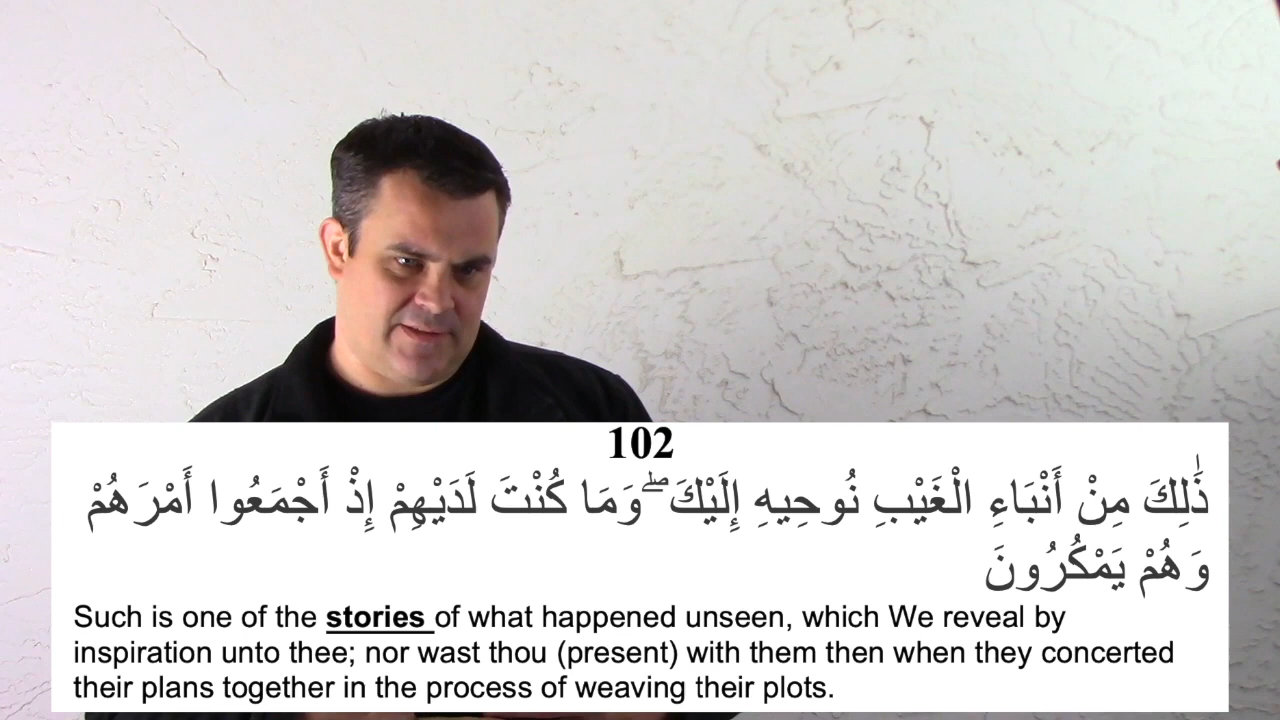 102
ذَٰلِكَ مِنْ أَنْبَاءِ الْغَيْبِ نُوحِيهِ إِلَيْكَ ۖ وَمَا كُنْتَ لَدَيْهِمْ إِذْ أَجْمَعُوا أَمْرَهُمْ
وَهُمْ يَمْكُرُونَ
Such is one of the stories of what happened unseen, which We reveal by
inspiration unto thee; nor wast thou (present) with them then when they concerted
their plans together in the process of weaving their plots.